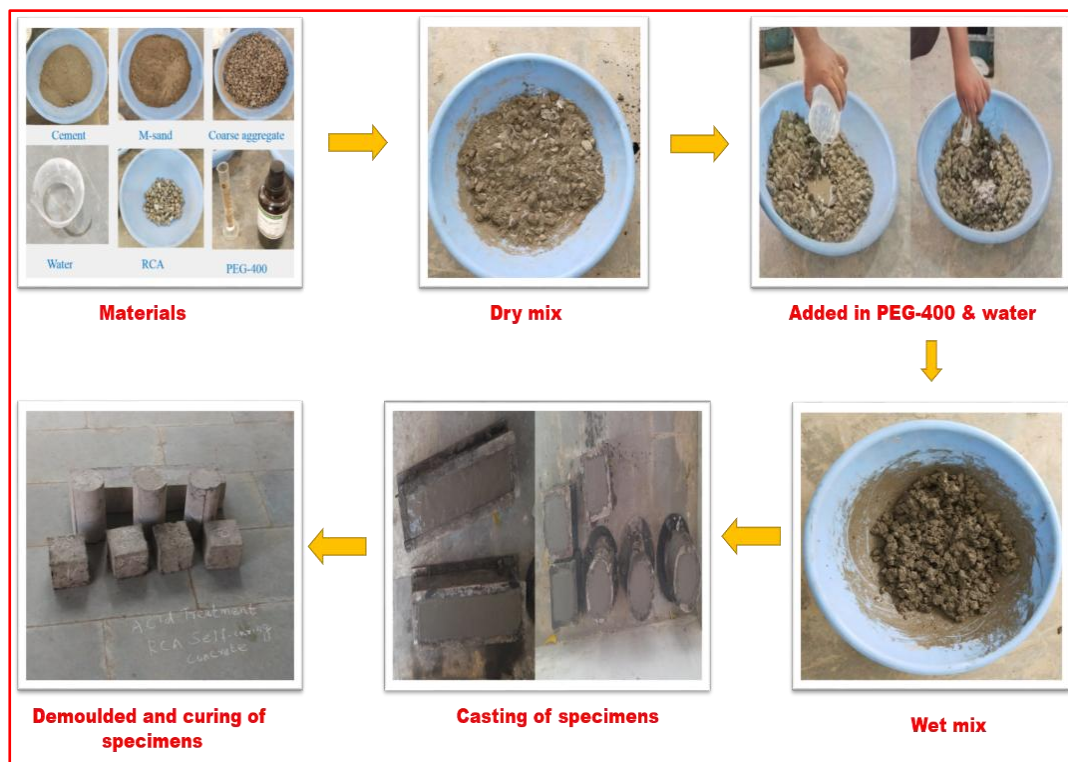 Cement M-sand Coarse aggregate
Water RCA PEG-400
Materials
Dry mix
Added in PEG-400 & water
Wet mix
Casting of specimens
Demoulded and curing of
specimens
Acid Treatment
RCA Self-curing
Concrete